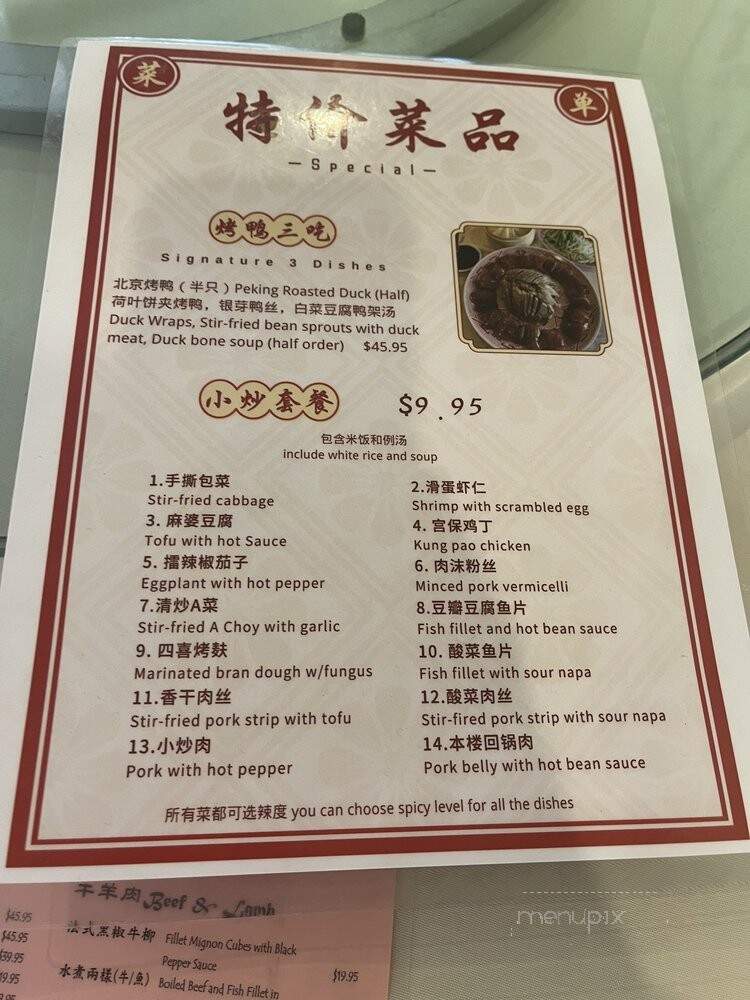 菜
单
特价菜品
—Special—
烤鸭三吃
Signature 3 Dishes
北京烤鸭（半只）Peking Roasted Duck (Half)
荷叶饼夹烤鸭，银芽鸭丝，白菜豆腐鸭架汤
Duck Wraps, Stir-fried bean sprouts with duck
meat, Duck bone soup (half order) $45.95
小炒套餐 $9.95
包含米饭和例汤
include white rice and soup
1.手撕包菜
Stir-fried cabbage
2.滑蛋虾仁
Shrimp with scrambled egg
3. 麻婆豆腐
Tofu with hot Sauce
4. 宫保鸡丁
Kung pao chicken
5. 擂辣椒茄子
Eggplant with hot pepper
6. 肉沫粉丝
Minced pork vermicelli
7.清炒A菜
Stir-fried A Choy with garlic
8.豆瓣豆腐鱼片
Fish fillet and hot bean sauce
9. 四喜烤麸
Marinated bran dough w/fungus
10. 酸菜鱼片
Fish fillet with sour napa
11.香干肉丝
Stir-fried pork strip with tofu
12.酸菜肉丝
Stir-fired pork strip with sour napa
13.小炒肉
Pork with hot pepper
14.本楼回锅肉
Pork belly with hot bean sauce
所有菜都可选辣度 you can choose spicy level for all the dishes
牛羊肉 Beef & Lamb
$45.95
$45.95
$39.95
法式黑椒牛柳 Fillet Mignon Cubes with Black
Pepper Sauce $19.95
水煮兩樣(牛/魚) Boiled Beef and Fish Fillet in
menupix